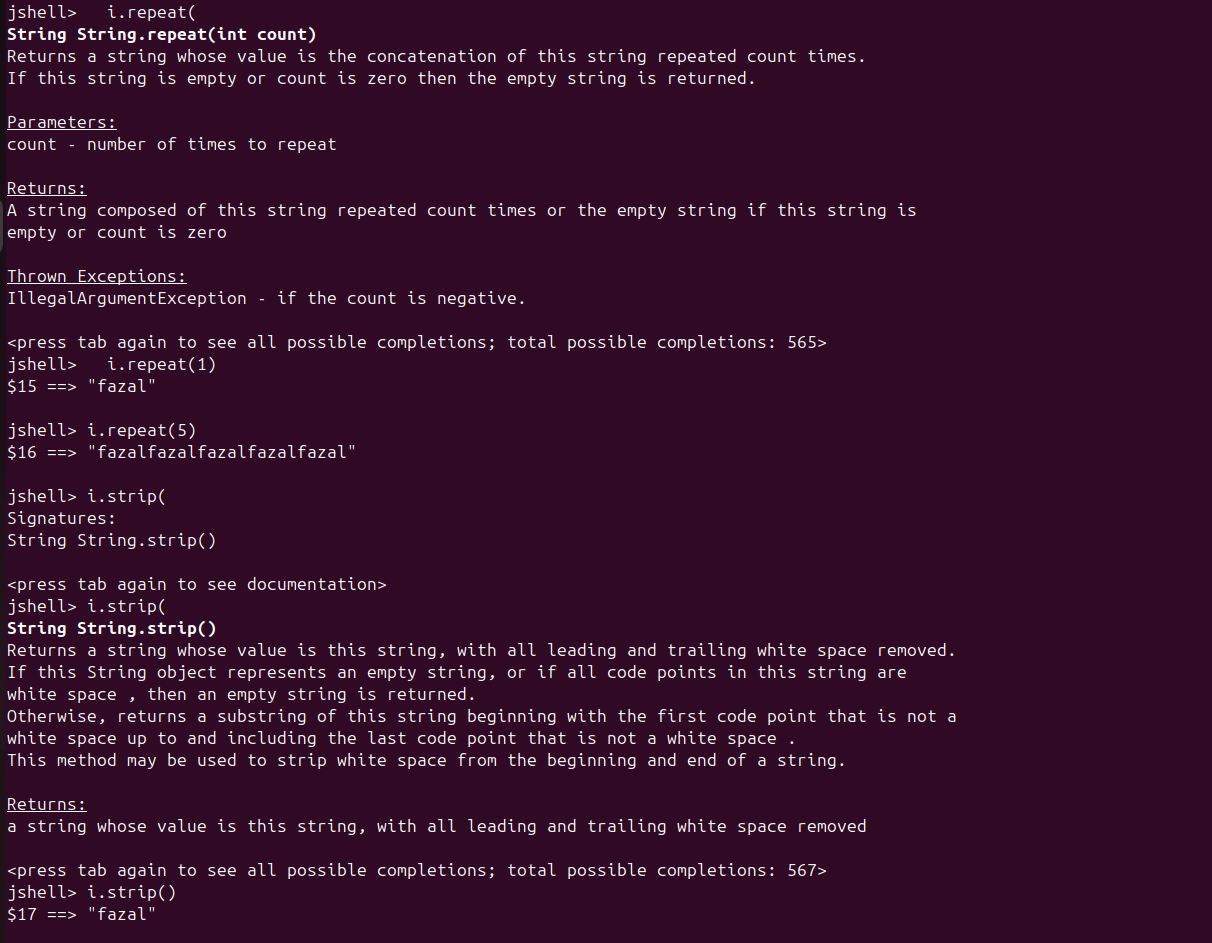 jshell>   i.repeat(
String String.repeat(int count)
Returns a string whose value is the concatenation of this string repeated count times.
If this string is empty or count is zero then the empty string is returned.
Parameters:
count - number of times to repeat
Returns:
A string composed of this string repeated count times or the empty string if this string is
empty or count is zero
Thrown Exceptions:
IllegalArgumentException - if the count is negative.
<press tab again to see all possible completions; total possible completions: 565>
jshell>   i.repeat(1)
$15 ==> "fazal"
jshell> i.repeat(5)
$16 ==> "fazalfazalfazalfazalfazal"
jshell> i.strip(
Signatures:
String String.strip()
<press tab again to see documentation>
jshell> i.strip(
String String.strip()
Returns a string whose value is this string, with all leading and trailing white space removed.
If this String object represents an empty string, or if all code points in this string are
white space , then an empty string is returned.
Otherwise, returns a substring of this string beginning with the first code point that is not a
white space up to and including the last code point that is not a white space .
This method may be used to strip white space from the beginning and end of a string.
Returns:
a string whose value is this string, with all leading and trailing white space removed
<press tab again to see all possible completions; total possible completions: 567>
jshell> i.strip()
$17 ==> "fazal"